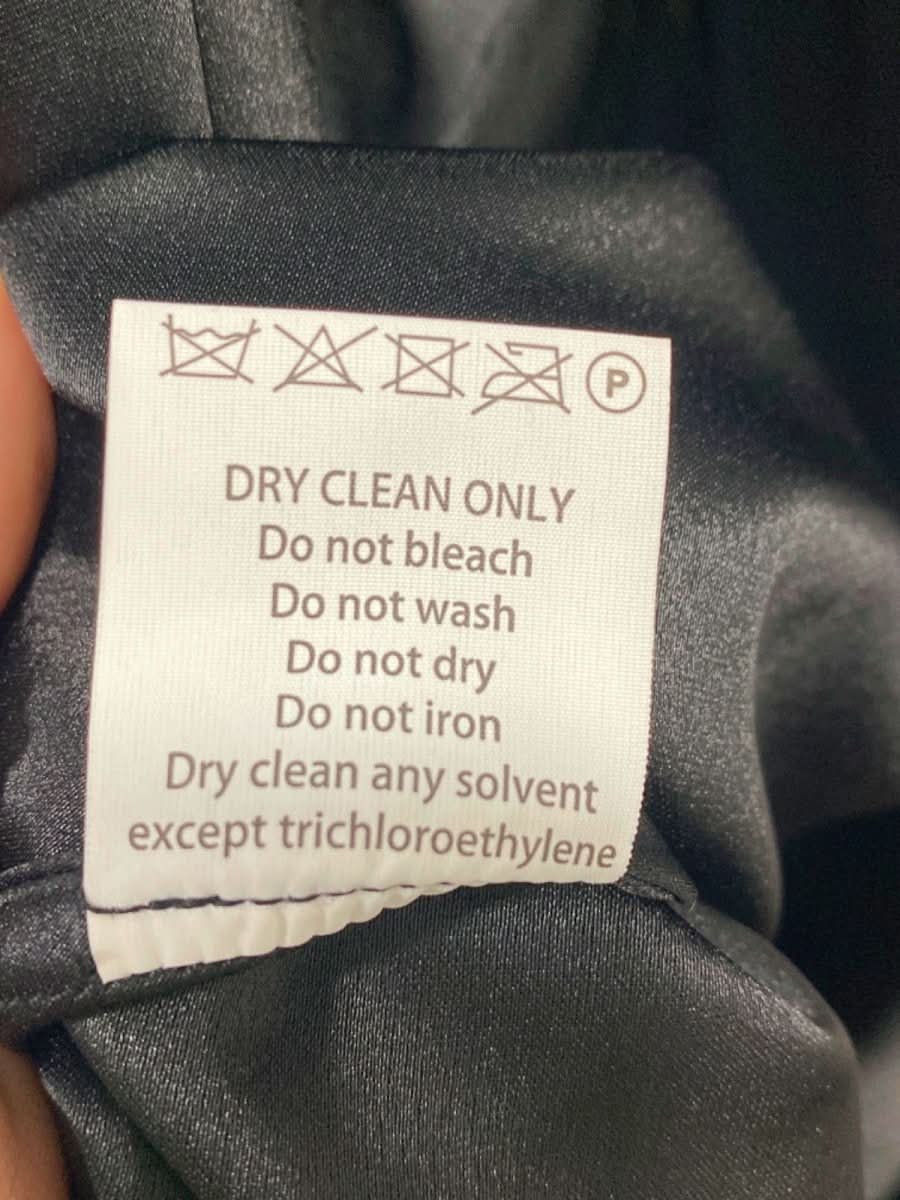 P
DRY CLEAN ONLY
Do not bleach
Do not wash
Do not dry
Do not iron
Dry clean any solvent
except trichloroethylene